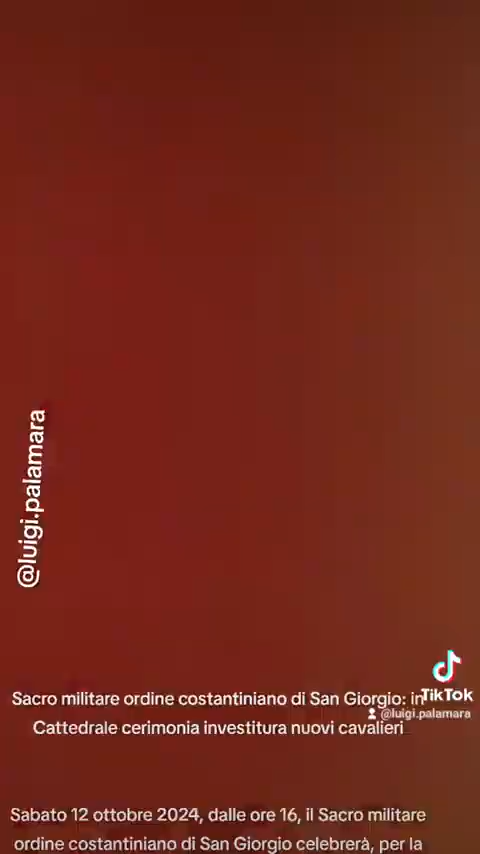 @luigi.palamara
Sacro militare ordine costantiniano di San Giorgio: in
Cattedrale cerimonia investitura nuovi cavalieri
TikTok
@luigi.palamara
Sabato 12 ottobre 2024, dalle ore 16, il Sacro militare
ordine costantiniano di San Giorgio celebrerà, per la